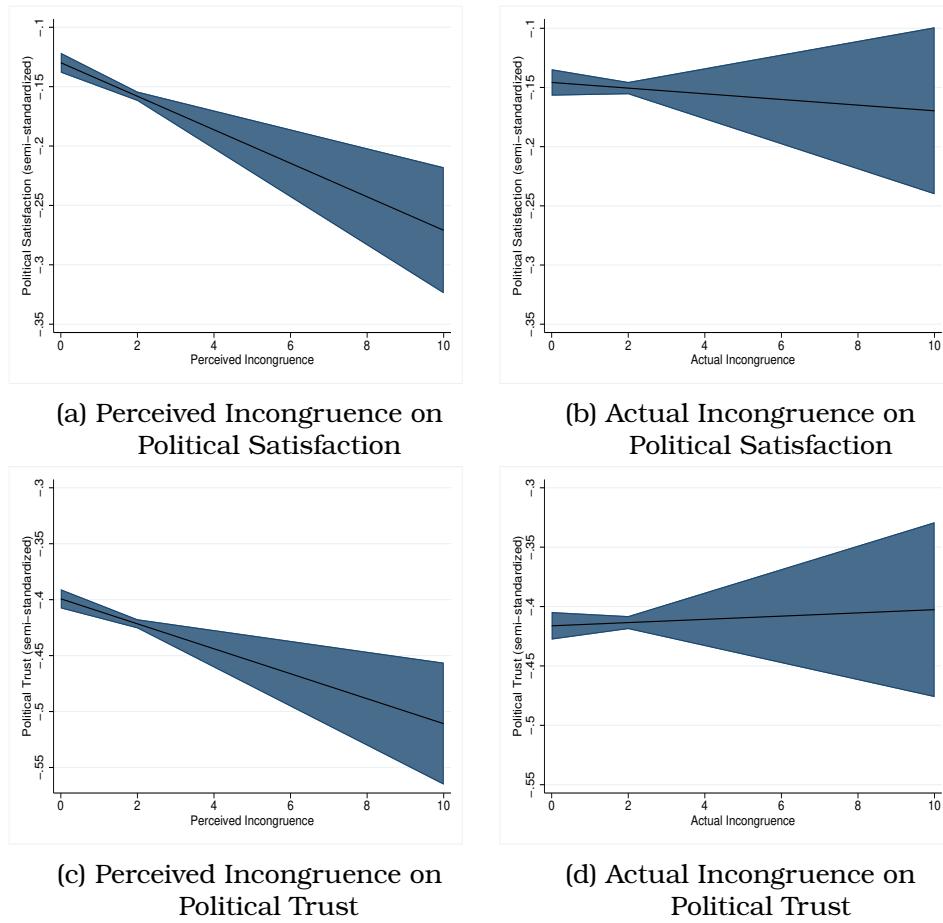 Political Satisfaction (semi-standardized)
-.1
-.15
-.2
-.25
-.3
-.35
0 2 4 6 8 10
Perceived Incongruence
(a) Perceived Incongruence on
Political Satisfaction
Political Satisfaction (semi-standardized)
-.1
-.15
-.2
-.25
-.3
-.35
0 2 4 6 8 10
Actual Incongruence
(b) Actual Incongruence on
Political Satisfaction
Political Trust (semi-standardized)
-.3
-.35
-.4
-.45
-.5
-.55
0 2 4 6 8 10
Perceived Incongruence
(c) Perceived Incongruence on
Political Trust
Political Trust (semi-standardized)
-.3
-.35
-.4
-.45
-.5
-.55
0 2 4 6 8 10
Actual Incongruence
(d) Actual Incongruence on
Political Trust